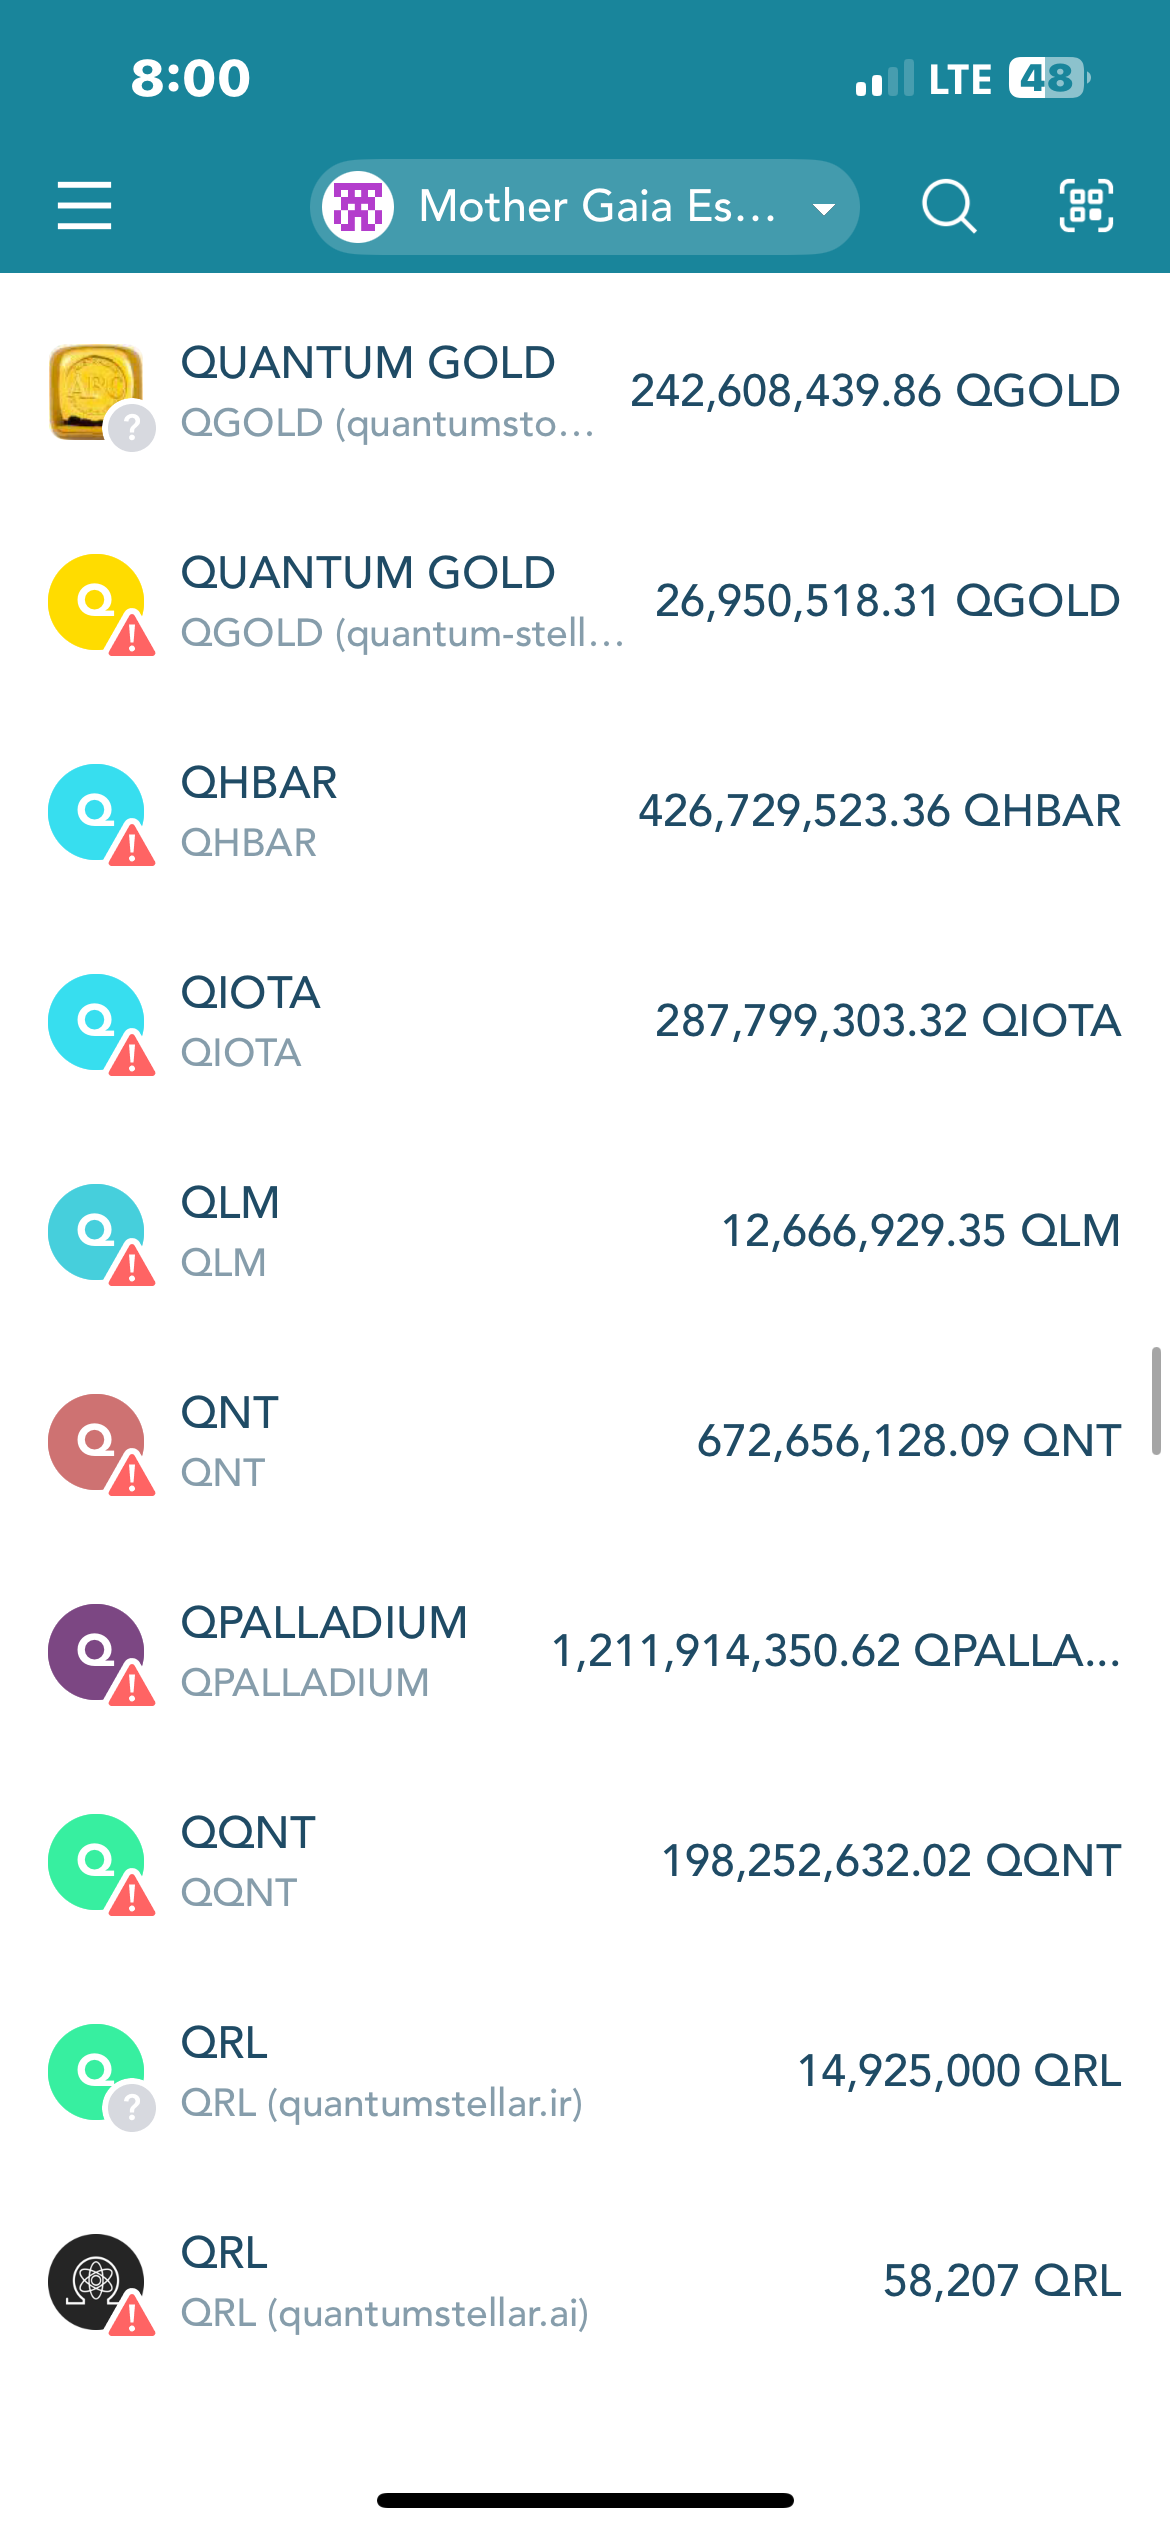 8:00
LTE 48
Mother Gaia Es...
QUANTUM GOLD
QGOLD (quantumsto...
242,608,439.86 QGOLD
QUANTUM GOLD
QGOLD (quantum-stell...
26,950,518.31 QGOLD
QHBAR
QHBAR
426,729,523.36 QHBAR
QIOTA
QIOTA
287,799,303.32 QIOTA
QLM
QLM
12,666,929.35 QLM
QNT
QNT
672,656,128.09 QNT
QPALLADIUM
QPALLADIUM
1,211,914,350.62 QPALLA...
QQNT
QQNT
198,252,632.02 QQNT
QRL
QRL (quantumstellar.ir)
14,925,000 QRL
QRL
QRL (quantumstellar.ai)
58,207 QRL